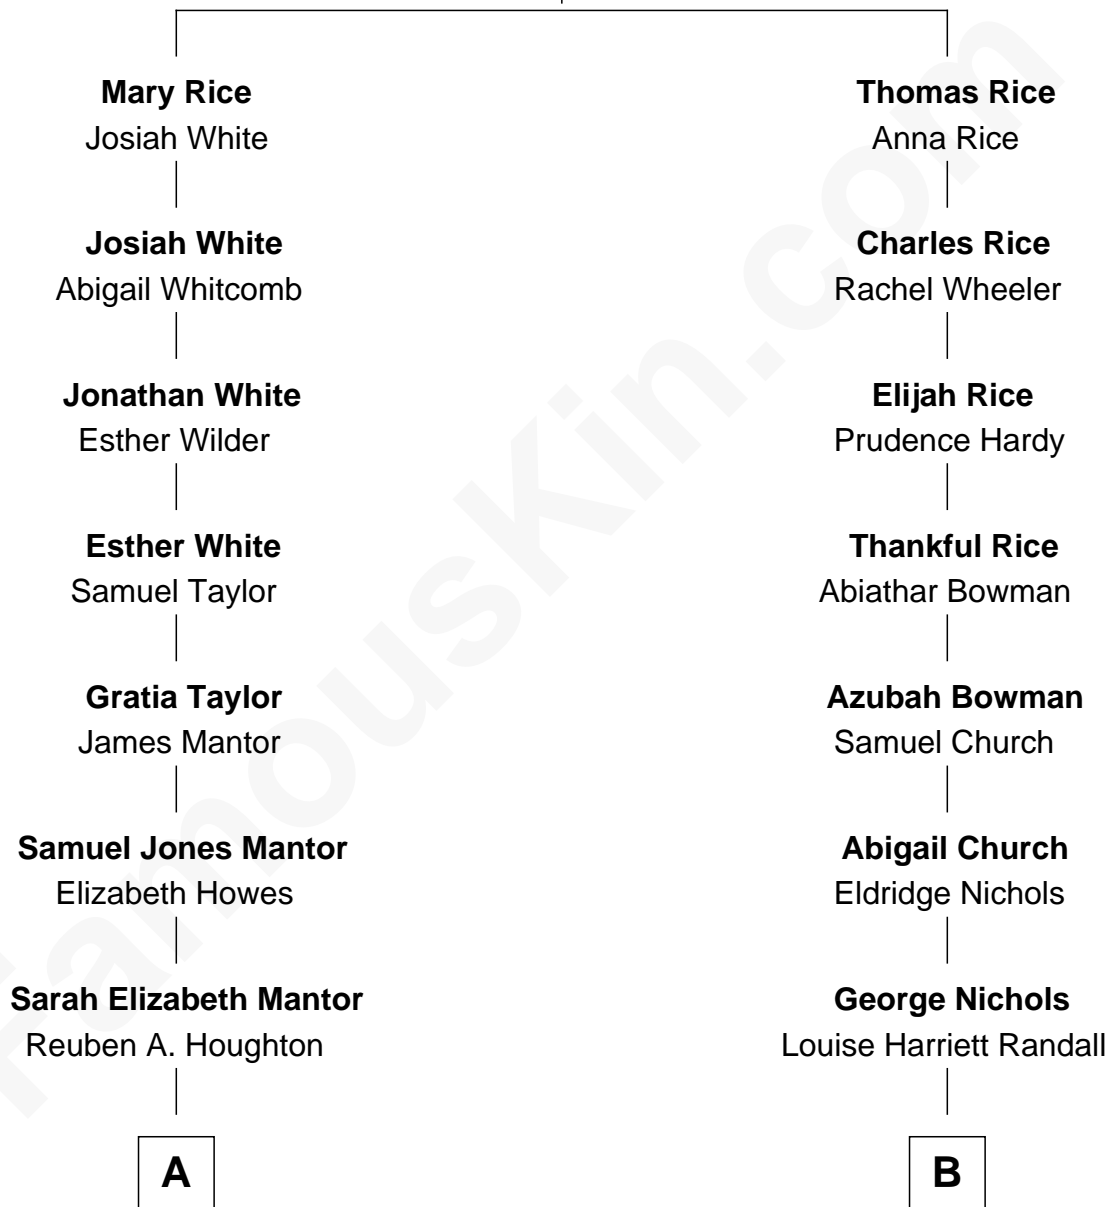 Mary Rice
Josiah White
Josiah White
Abigail Whitcomb
Jonathan White
Esther Wilder
Esther White
Samuel Taylor
Gratia Taylor
James Mantor
Samuel Jones Mantor
Elizabeth Howes
Sarah Elizabeth Mantor
Reuben A. Houghton
A
Thomas Rice
Anna Rice
Charles Rice
Rachel Wheeler
Elijah Rice
Prudence Hardy
Thankful Rice
Abiathar Bowman
Azubah Bowman
Samuel Church
Abigail Church
Eldridge Nichols
George Nichols
Louise Harriett Randall
B
FamousKin.com